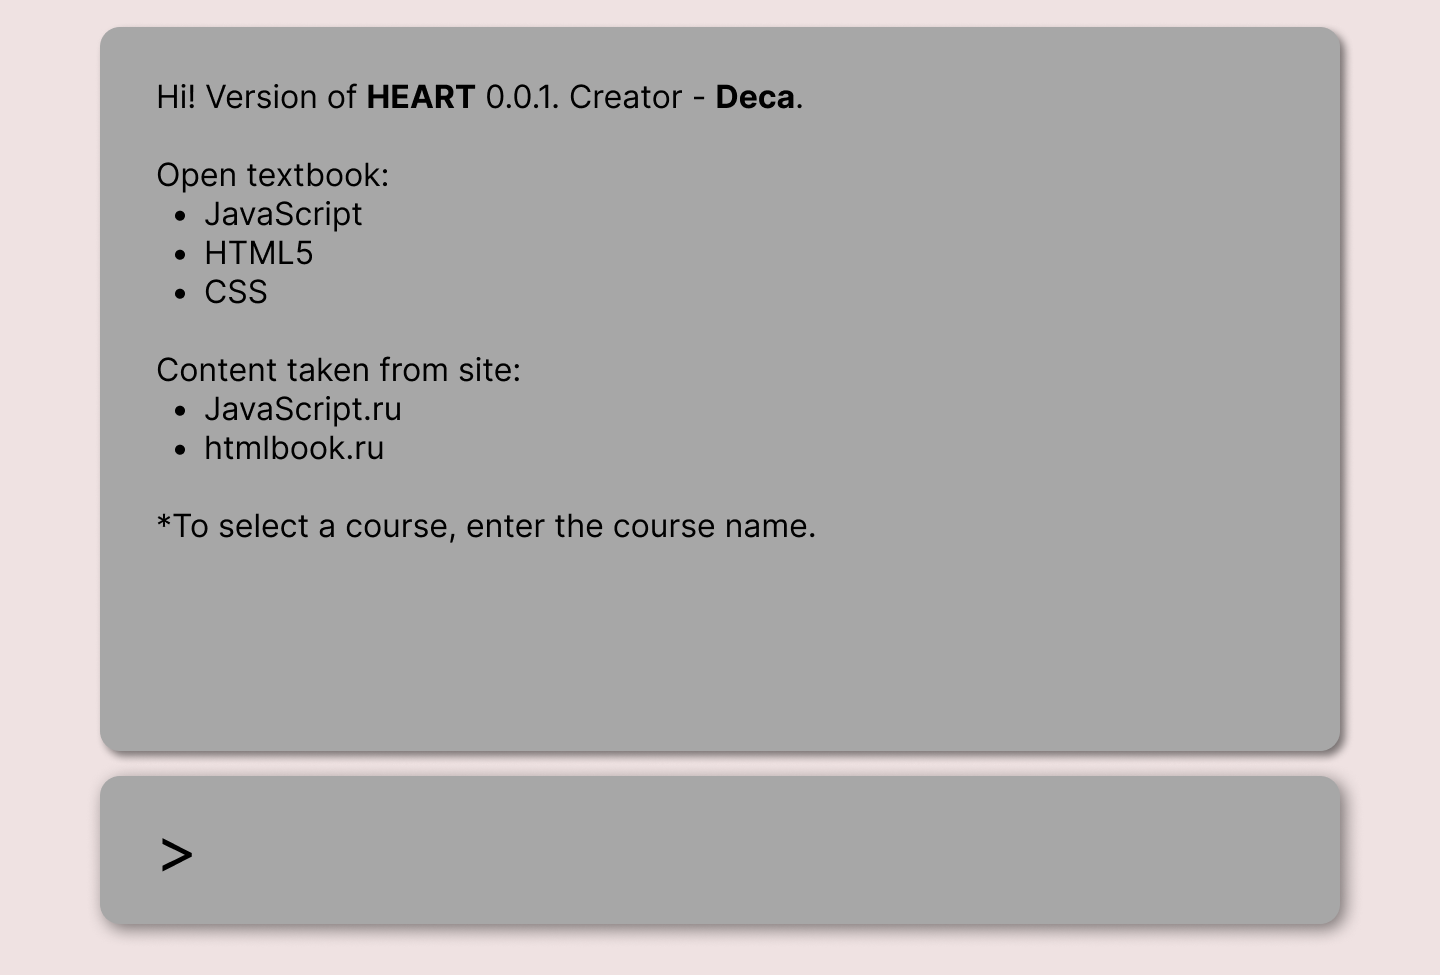 Hi! Version of HEART 0.0.1. Creator - Deca.
Open textbook:
• JavaScript
• HTML5
• CSS
Content taken from site:
• JavaScript.ru
• htmlbook.ru
*To select a course, enter the course name.
>